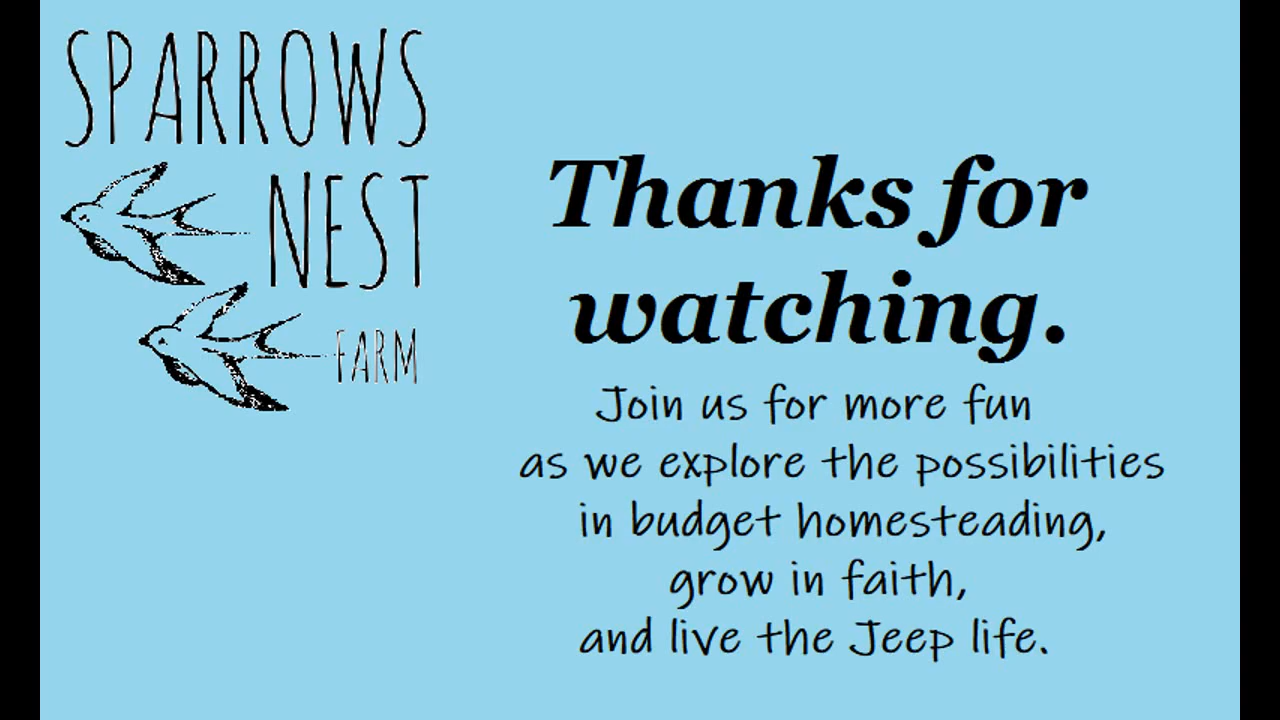 SPARROWS
NEST
FARM
Thanks for
watching.
Join us for more fun
as we explore the possibilities
in budget homesteading,
grow in faith,
and live the Jeep life.